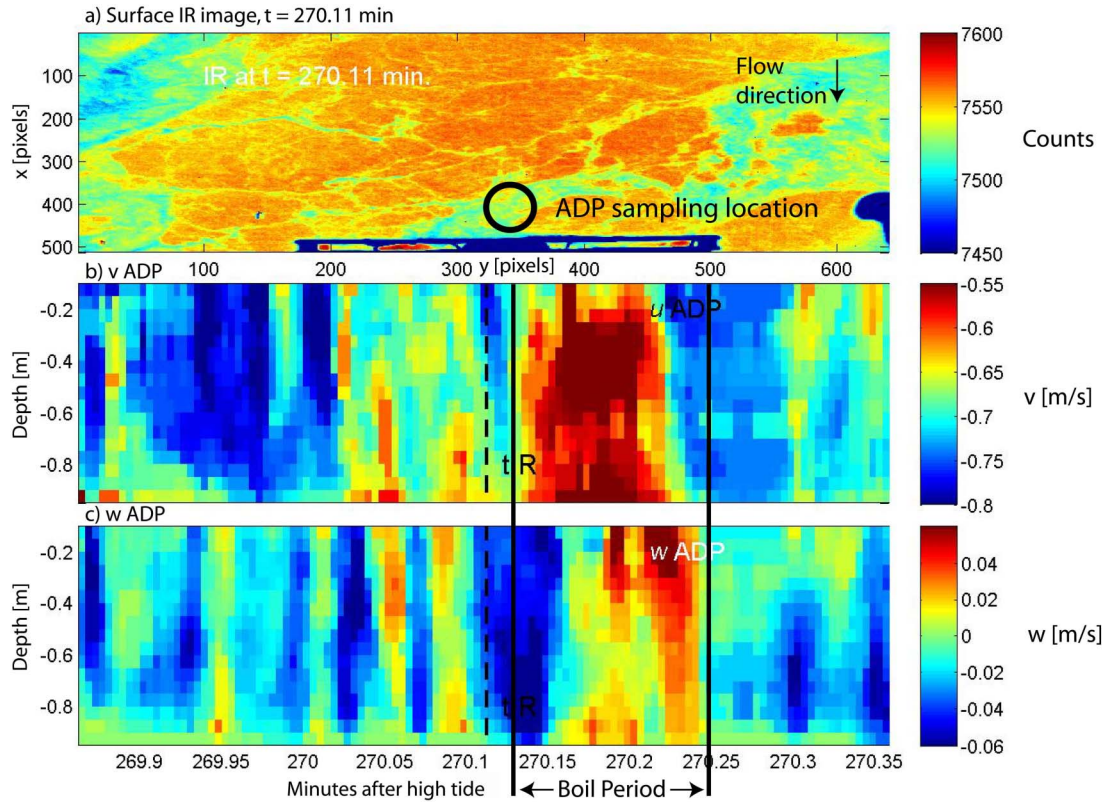 a) Surface IR image, t = 270.11 min
IR at t = 270.11 min.
Flow
direction
ADP sampling location
x [pixels]
100
200
300
400
500
100
200
300
y [pixels]
400
500
600
7600
7550
7500
7450
Counts
b) v ADP
u ADP
t IR
Depth [m]
-0.2
-0.4
-0.6
-0.8
-0.55
-0.6
-0.65
-0.7
-0.75
-0.8
v [m/s]
c) w ADP
w ADP
t IR
Depth [m]
-0.2
-0.4
-0.6
-0.8
0.04
0.02
0
-0.02
-0.04
-0.06
w [m/s]
269.9
269.95
270
270.05
270.1
270.15
270.2
270.25
270.3
270.35
Minutes after high tide
Boil Period